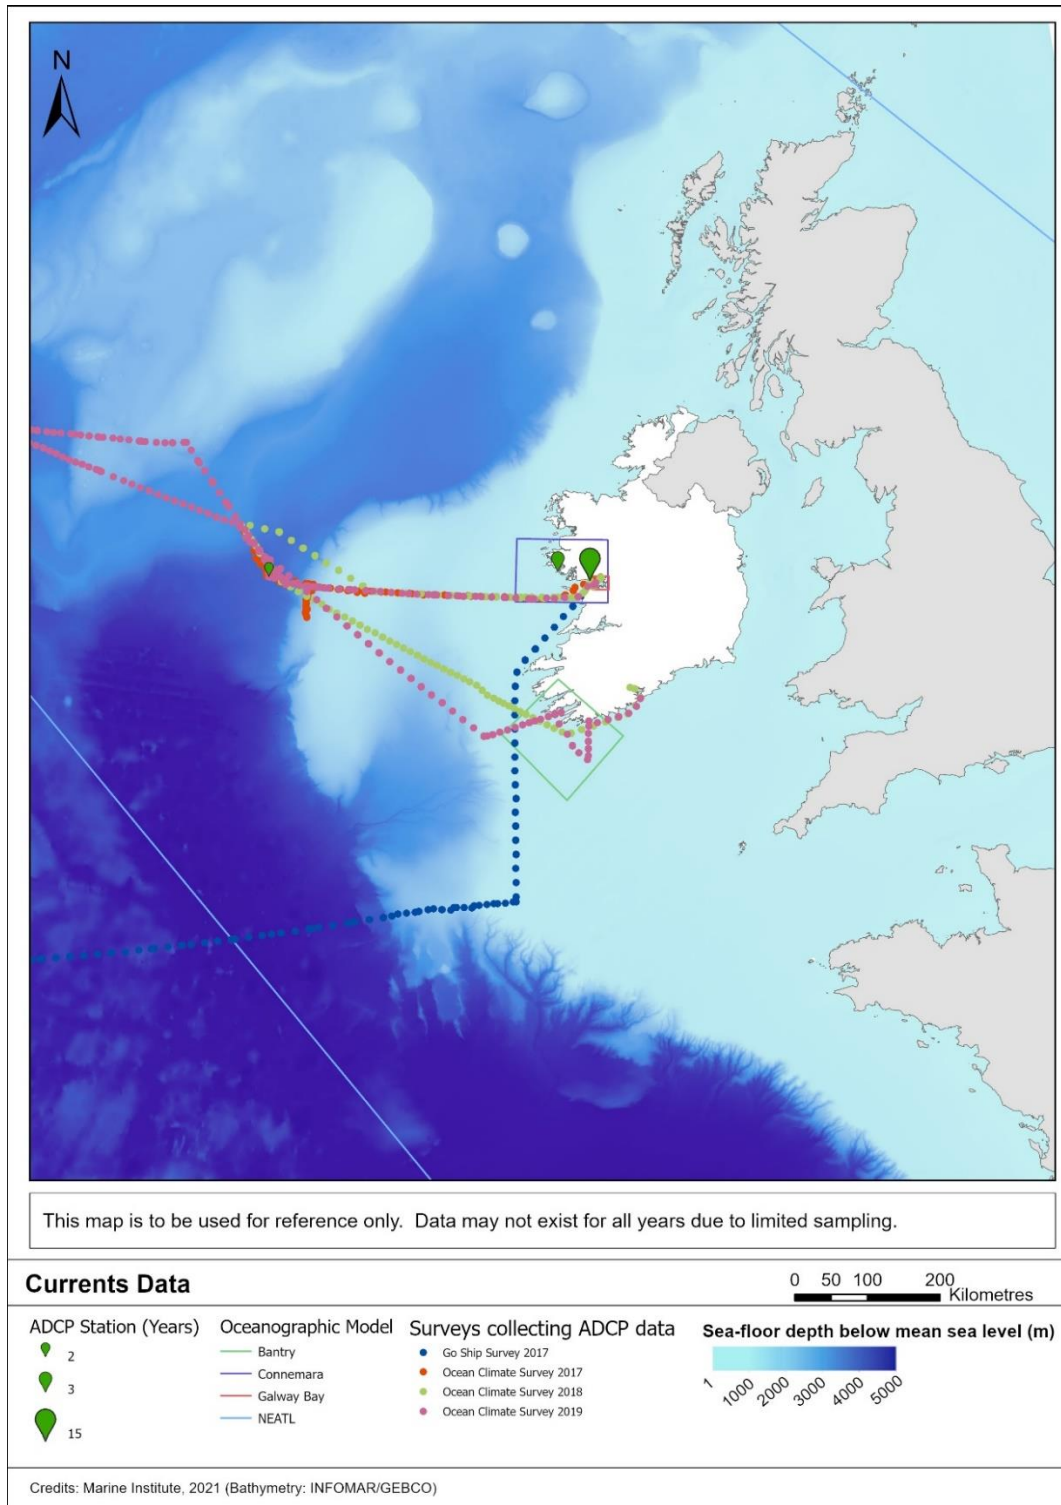 N
This map is to be used for reference only. Data may not exist for all years due to limited sampling.
Currents Data
0 50 100 200
Kilometres
ADCP Station (Years)
2
3
15
Oceanographic Model
Bantry
Connemara
Galway Bay
NEATL
Surveys collecting ADCP data
Go Ship Survey 2017
Ocean Climate Survey 2017
Ocean Climate Survey 2018
Ocean Climate Survey 2019
Sea-floor depth below mean sea level (m)
1 1000 2000 3000 4000 5000
Credits: Marine Institute, 2021 (Bathymetry: INFOMAR/GEBCO)